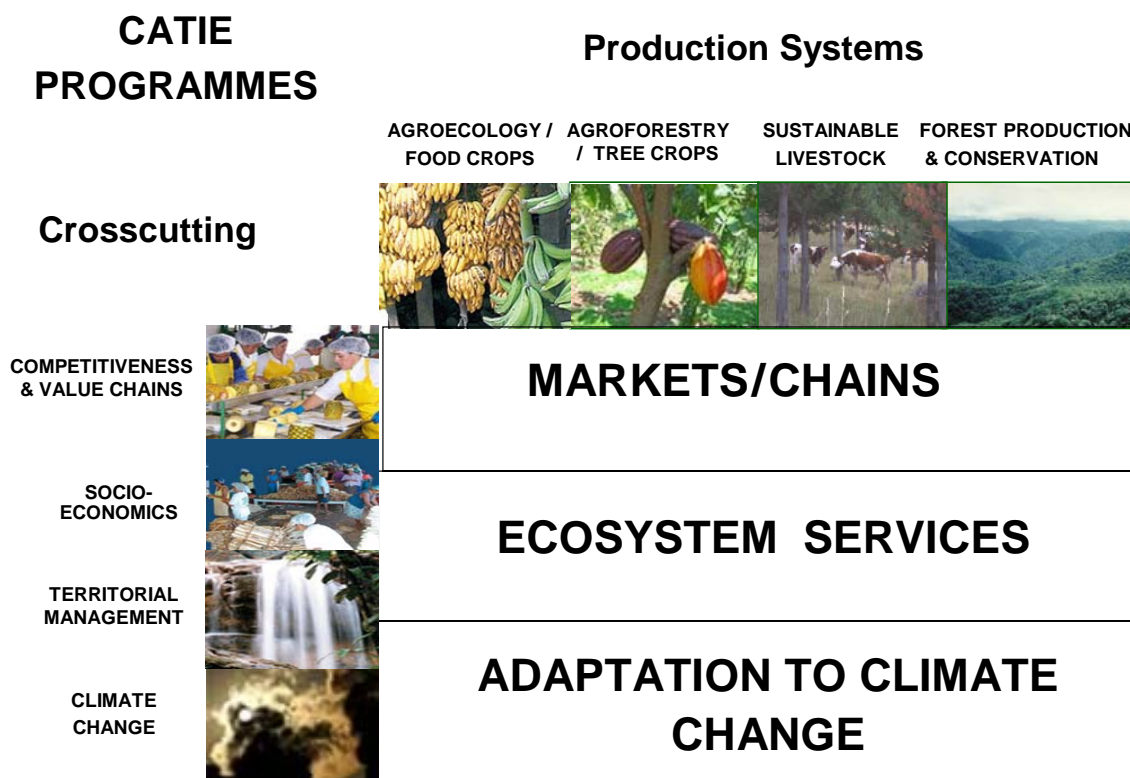 CATIE
PROGRAMMES
Production Systems
AGROECOLOGY /
FOOD CROPS
AGROFORESTRY
/ TREE CROPS
SUSTAINABLE
LIVESTOCK
FOREST PRODUCTION
& CONSERVATION
Crosscutting
COMPETITIVENESS
& VALUE CHAINS
MARKETS/CHAINS
SOCIO-
ECONOMICS
ECOSYSTEM SERVICES
TERRITORIAL
MANAGEMENT
CLIMATE
CHANGE
ADAPTATION TO CLIMATE
CHANGE